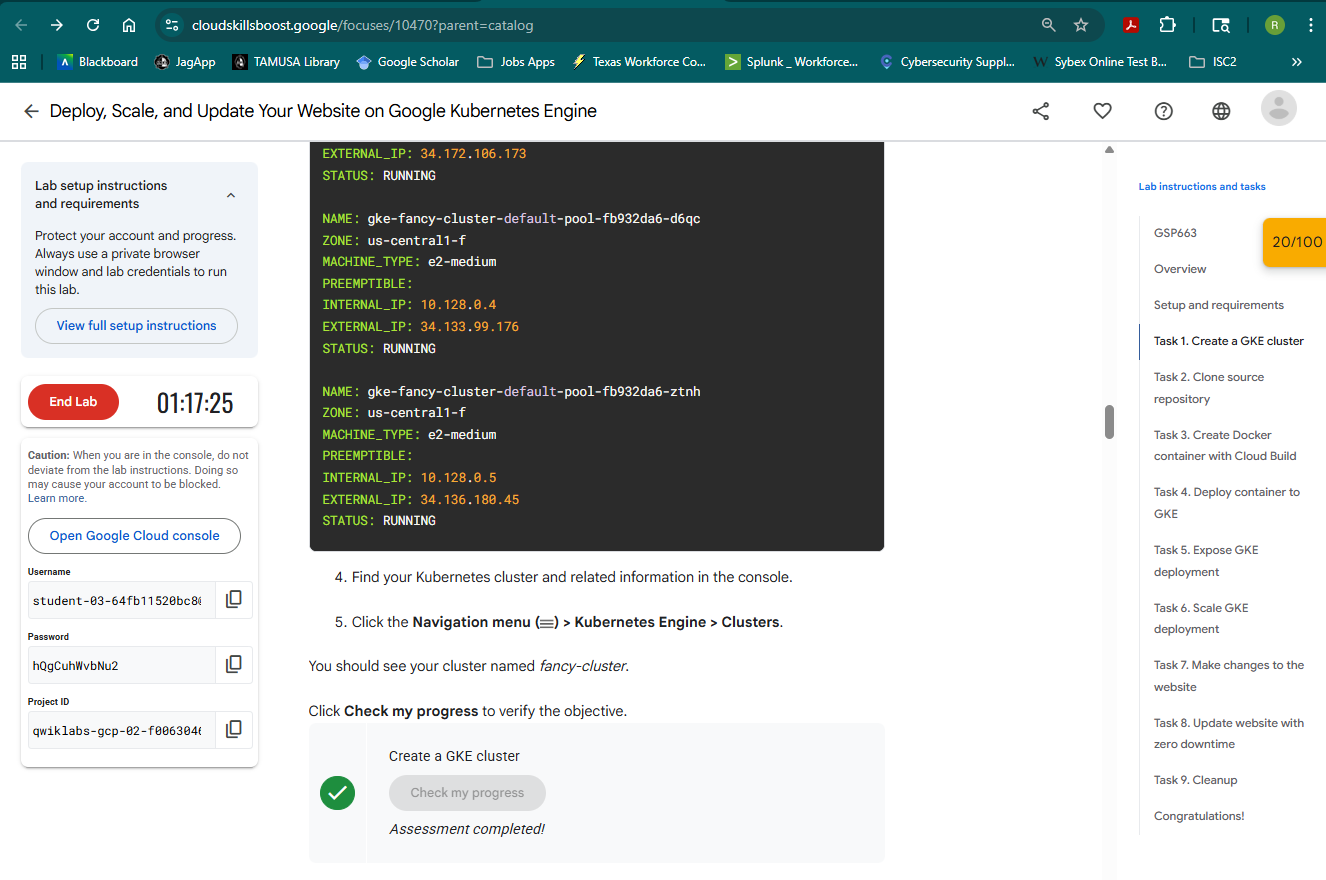 cloudskillsboost.google/focuses/10470?parent=catalog
R
Blackboard
JagApp
TAMUSA Library
Google Scholar
Jobs Apps
Texas Workforce Co...
Splunk _ Workforce...
Cybersecurity Suppl...
W Sybex Online Test B...
ISC2
»
Deploy, Scale, and Update Your Website on Google Kubernetes Engine
Lab setup instructions
and requirements
Protect your account and progress.
Always use a private browser
window and lab credentials to run
this lab.
View full setup instructions
End Lab
01:17:25
Caution: When you are in the console, do not
deviate from the lab instructions. Doing so
may cause your account to be blocked.
Learn more.
Open Google Cloud console
Username
student-03-64fb11520bc8
Password
hQgCuhWvbNu2
Project ID
qwiklabs-gcp-02-f006304
EXTERNAL_IP: 34.172.106.173
STATUS: RUNNING
NAME: gke-fancy-cluster-default-pool-fb932da6-d6qc
ZONE: us-central1-f
MACHINE_TYPE: e2-medium
PREEMPTIBLE:
INTERNAL_IP: 10.128.0.4
EXTERNAL_IP: 34.133.99.176
STATUS: RUNNING
NAME: gke-fancy-cluster-default-pool-fb932da6-ztnh
ZONE: us-central1-f
MACHINE_TYPE: e2-medium
PREEMPTIBLE:
INTERNAL_IP: 10.128.0.5
EXTERNAL_IP: 34.136.180.45
STATUS: RUNNING
4. Find your Kubernetes cluster and related information in the console.
5. Click the Navigation menu (≡) > Kubernetes Engine > Clusters.
You should see your cluster named fancy-cluster.
Click Check my progress to verify the objective.
Create a GKE cluster
Check my progress
Assessment completed!
Lab instructions and tasks
GSP663
20/100
Overview
Setup and requirements
Task 1. Create a GKE cluster
Task 2. Clone source
repository
Task 3. Create Docker
container with Cloud Build
Task 4. Deploy container to
GKE
Task 5. Expose GKE
deployment
Task 6. Scale GKE
deployment
Task 7. Make changes to the
website
Task 8. Update website with
zero downtime
Task 9. Cleanup
Congratulations!